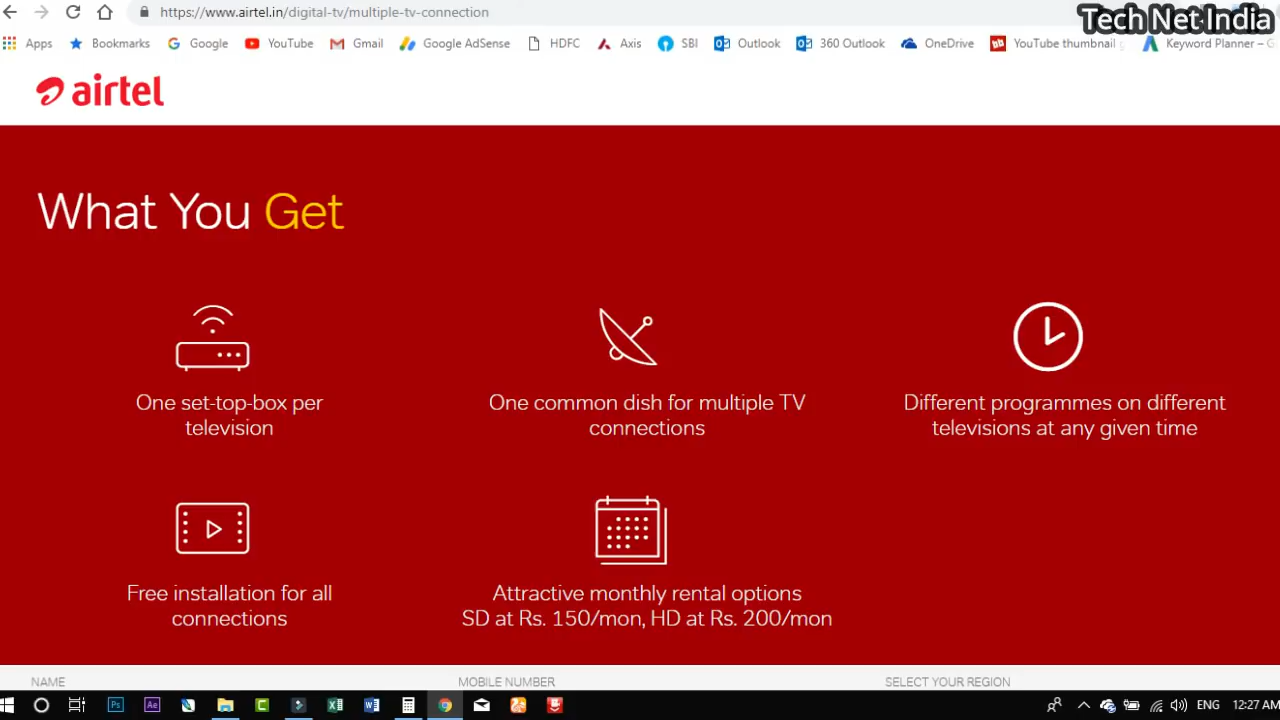 https://www.airtel.in/digital-tv/multiple-tv-connection
Tech Net India
Apps Bookmarks Google YouTube Gmail Google AdSense HDFC Axis SBI Outlook 360 Outlook OneDrive YouTube thumbnail Keyword Planner –
airtel
What You Get
One set-top-box per
television
One common dish for multiple TV
connections
Different programmes on different
televisions at any given time
Free installation for all
connections
Attractive monthly rental options
SD at Rs. 150/mon, HD at Rs. 200/mon
NAME MOBILE NUMBER SELECT YOUR REGION
Ps Ae ENG 12:27 AM